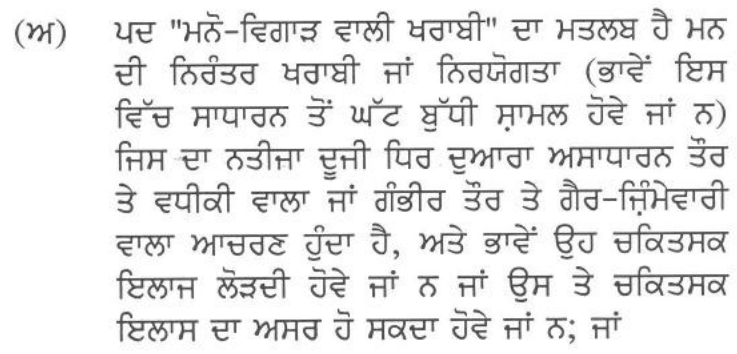 (ਅ) ਪਦ "ਮਨੋ-ਵਿਗਾੜ ਵਾਲੀ ਖਰਾਬੀ" ਦਾ ਮਤਲਬ ਹੈ ਮਨ
ਦੀ ਨਿਰੰਤਰ ਖਰਾਬੀ ਜਾਂ ਨਿਰਯੋਗਤਾ (ਭਾਵੇਂ ਇਸ
ਵਿੱਚ ਸਾਧਾਰਨ ਤੋਂ ਘੱਟ ਬੁੱਧੀ ਸ਼ਾਮਲ ਹੋਵੇ ਜਾਂ ਨ)
ਜਿਸ ਦਾ ਨਤੀਜਾ ਦੂਜੀ ਧਿਰ ਦੁਆਰਾ ਅਸਾਧਾਰਨ ਤੌਰ
ਤੇ ਵਧੀਕੀ ਵਾਲਾ ਜਾਂ ਗੰਭੀਰ ਤੌਰ ਤੇ ਗੈਰ-ਜ਼ਿੰਮੇਵਾਰੀ
ਵਾਲਾ ਆਚਰਣ ਹੁੰਦਾ ਹੈ, ਅਤੇ ਭਾਵੇਂ ਉਹ ਚਕਿਤਸਕ
ਇਲਾਜ ਲੋੜਦੀ ਹੋਵੇ ਜਾਂ ਨ ਜਾਂ ਉਸ ਤੇ ਚਕਿਤਸਕ
ਇਲਾਸ ਦਾ ਅਸਰ ਹੋ ਸਕਦਾ ਹੋਵੇ ਜਾਂ ਨ; ਜਾਂ